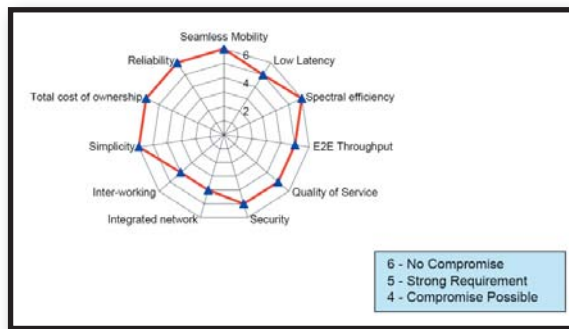 Seamless Mobility
Reliability
6
Low Latency
4
Total cost of ownership
Spectral efficiency
2
Simplicity
E2E Throughput
Inter-working
Quality of Service
Integrated network
Security
6 - No Compromise
5 - Strong Requirement
4 - Compromise Possible